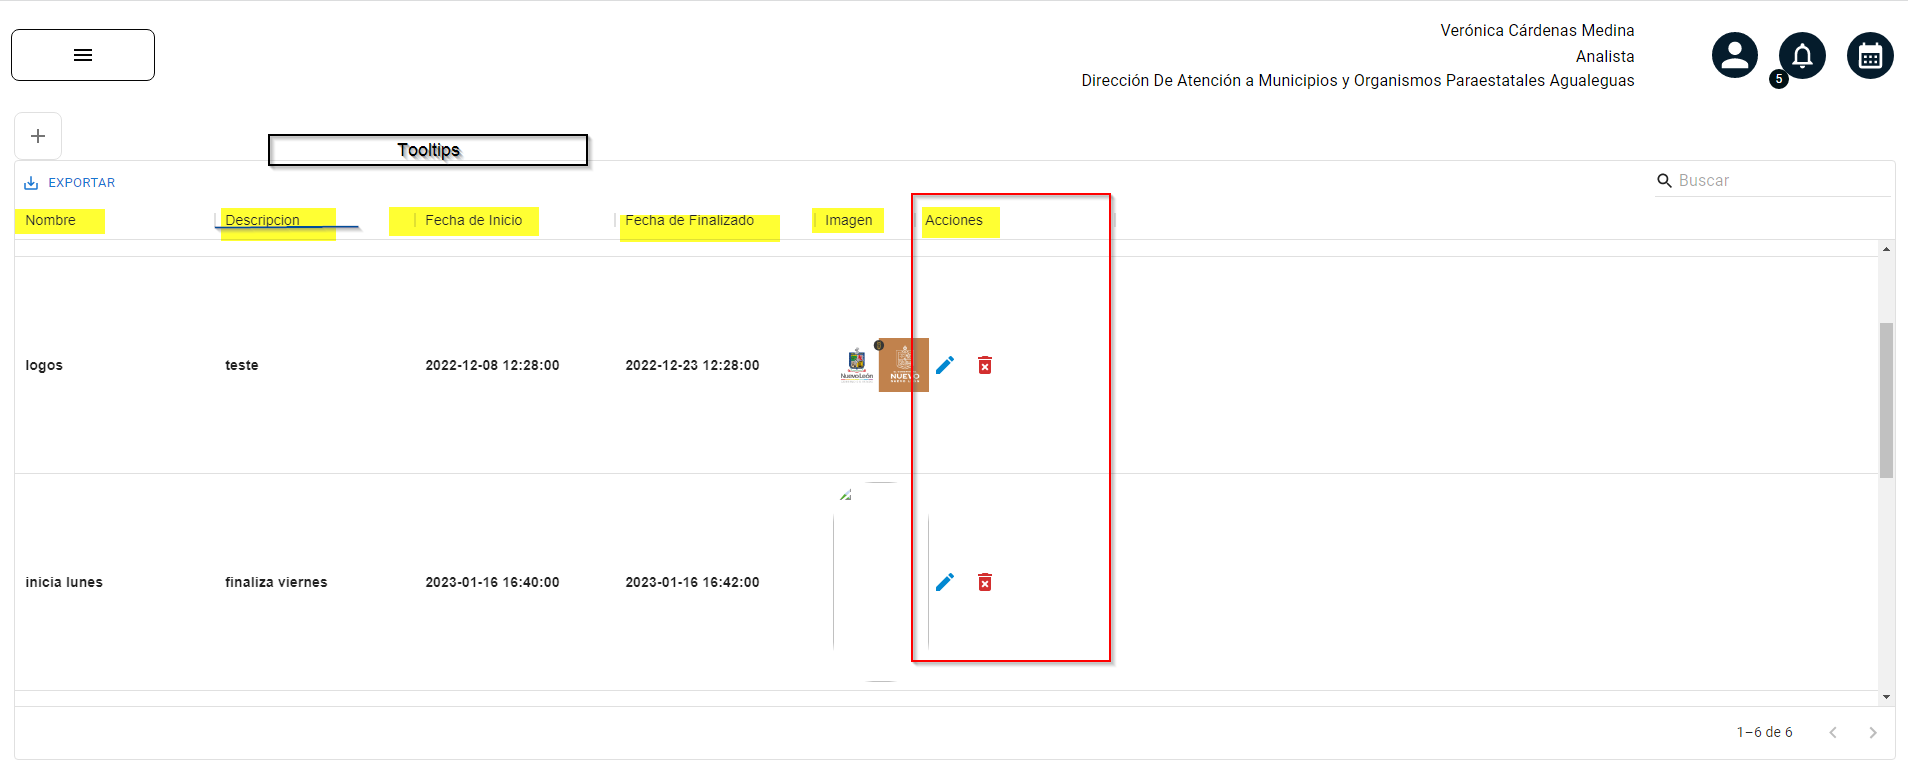 Verónica Cárdenas Medina
Analista
Dirección De Atención a Municipios y Organismos Paraestatales Agualeguas
5
Tooltips
EXPORTAR
Buscar
Nombre Descripcion Fecha de Inicio Fecha de Finalizado Imagen Acciones
logos teste 2022-12-08 12:28:00 2022-12-23 12:28:00
Nuevo León
NUEVO
inicia lunes finaliza viernes 2023-01-16 16:40:00 2023-01-16 16:42:00
1–6 de 6